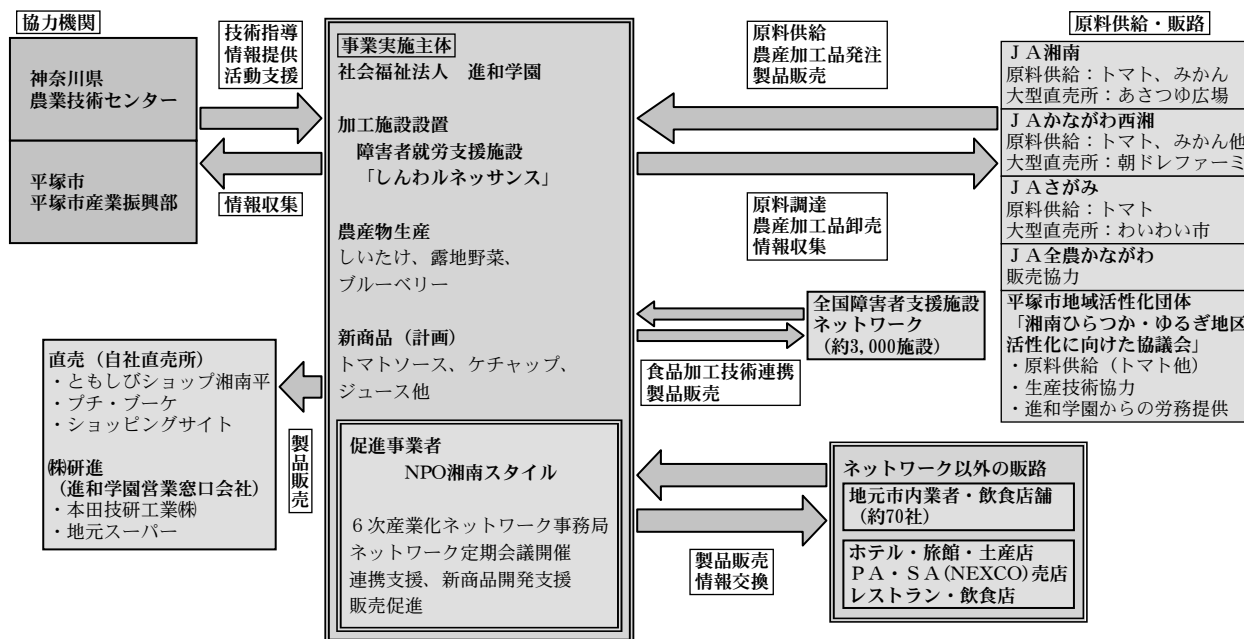 協力機関
神奈川県
農業技術センター
平塚市
平塚市産業振興部
技術指導
情報提供
活動支援
情報収集
事業実施主体
社会福祉法人　進和学園
加工施設設置
障害者就労支援施設
「しんわルネッサンス」
農産物生産
しいたけ、露地野菜、
ブルーベリー
新商品（計画）
トマトソース、ケチャップ、
ジュース他
促進事業者
NPO湘南スタイル
６次産業化ネットワーク事務局
ネットワーク定期会議開催
連携支援、新商品開発支援
販売促進
原料供給
農産加工品発注
製品販売
原料調達
農産加工品卸売
情報収集
原料供給・販路
ＪＡ湘南
原料供給：トマト、みかん
大型直売所：あさつゆ広場
ＪＡかながわ西湘
原料供給：トマト、みかん他
大型直売所：朝ドレファーミ
ＪＡさがみ
原料供給：トマト
大型直売所：わいわい市
ＪＡ全農かながわ
販売協力
平塚市地域活性化団体
「湘南ひらつか・ゆるぎ地区
活性化に向けた協議会」
・原料供給（トマト他）
・生産技術協力
・進和学園からの労務提供
全国障害者支援施設
ネットワーク
（約3,000施設）
食品加工技術連携
製品販売
直売（自社直売所）
・ともしびショップ湘南平
・プチ・ブーケ
・ショッピングサイト
㈱研進
（進和学園営業窓口会社）
・本田技研工業㈱
・地元スーパー
製品販売
ネットワーク以外の販路
地元市内業者・飲食店舗
（約70社）
ホテル・旅館・土産店
ＰＡ・ＳＡ(NEXCO)売店
レストラン・飲食店
製品販売
情報交換